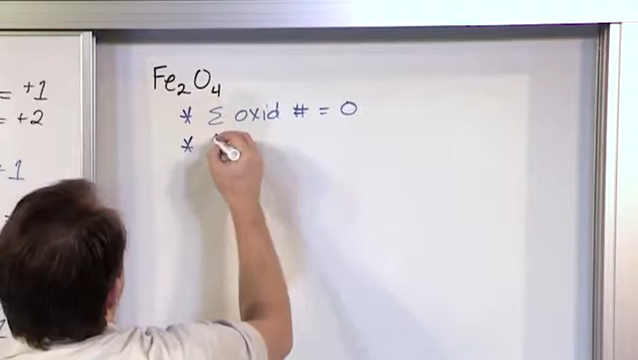 = +1
= +2
+1
Fe₂O₄
* Σ oxid # = 0
*